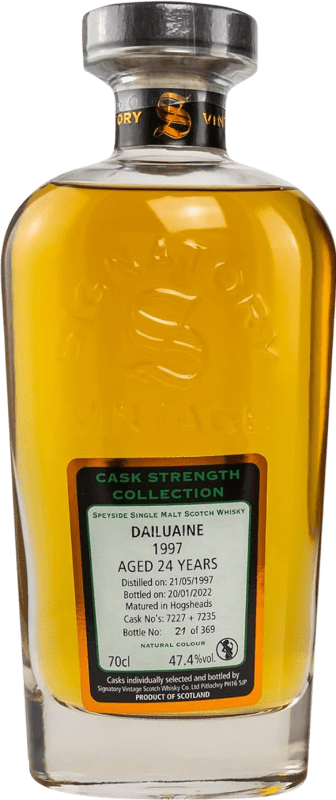 TORY S VINT
SIGNATORY
S
VINTAGE
CASK STRENGTH
COLLECTION
SPEYSIDE SINGLE MALT SCOTCH WHISKY
DAILUAINE
1997
AGED 24 YEARS
Distilled on: 21/05/1997
Bottled on: 20/01/2022
Matured in Hogsheads
Cask No's: 7227 + 7235
Bottle No: 21 of 369
NATURAL COLOUR
70cl 47.4%vol.
Casks individually selected and bottled by
Signatory Vintage Scotch Whisky Co. Ltd Pitlochry PH16 5JP
PRODUCT OF SCOTLAND